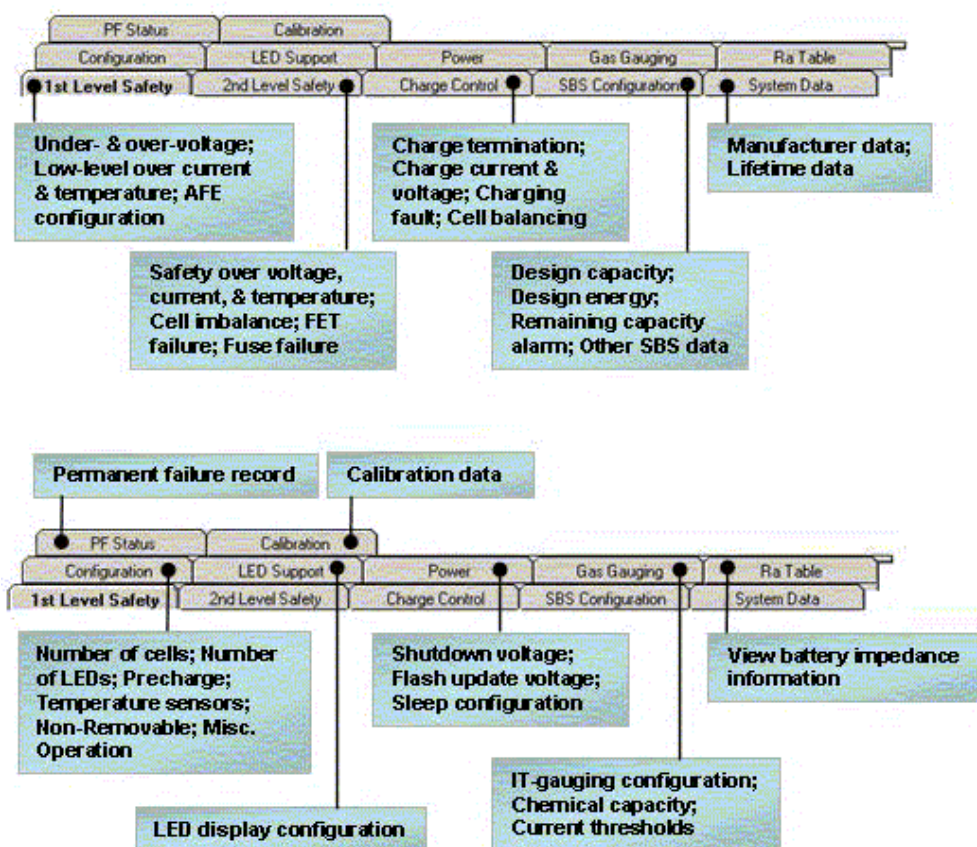 PF Status Calibration
Configuration LED Support Power Gas Gauging Ra Table
1st Level Safety 2nd Level Safety Charge Control SBS Configuration System Data
Under- & over-voltage;
Low-level over current
& temperature; AFE
configuration
Charge termination;
Charge current &
voltage; Charging
fault; Cell balancing
Manufacturer data;
Lifetime data
Safety over voltage,
current, & temperature;
Cell imbalance; FET
failure; Fuse failure
Design capacity;
Design energy;
Remaining capacity
alarm; Other SBS data
Permanent failure record
Calibration data
PF Status Calibration
Configuration LED Support Power Gas Gauging Ra Table
1st Level Safety 2nd Level Safety Charge Control SBS Configuration System Data
Number of cells; Number
of LEDs; Precharge;
Temperature sensors;
Non-Removable; Misc.
Operation
Shutdown voltage;
Flash update voltage;
Sleep configuration
View battery impedance
information
LED display configuration
IT-gauging configuration;
Chemical capacity;
Current thresholds